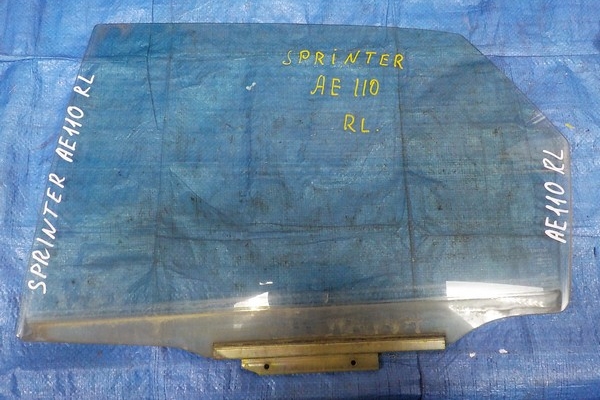 SPRINTER
AE 110
RL.
SPRINTER AE110 RL
AE110 RL